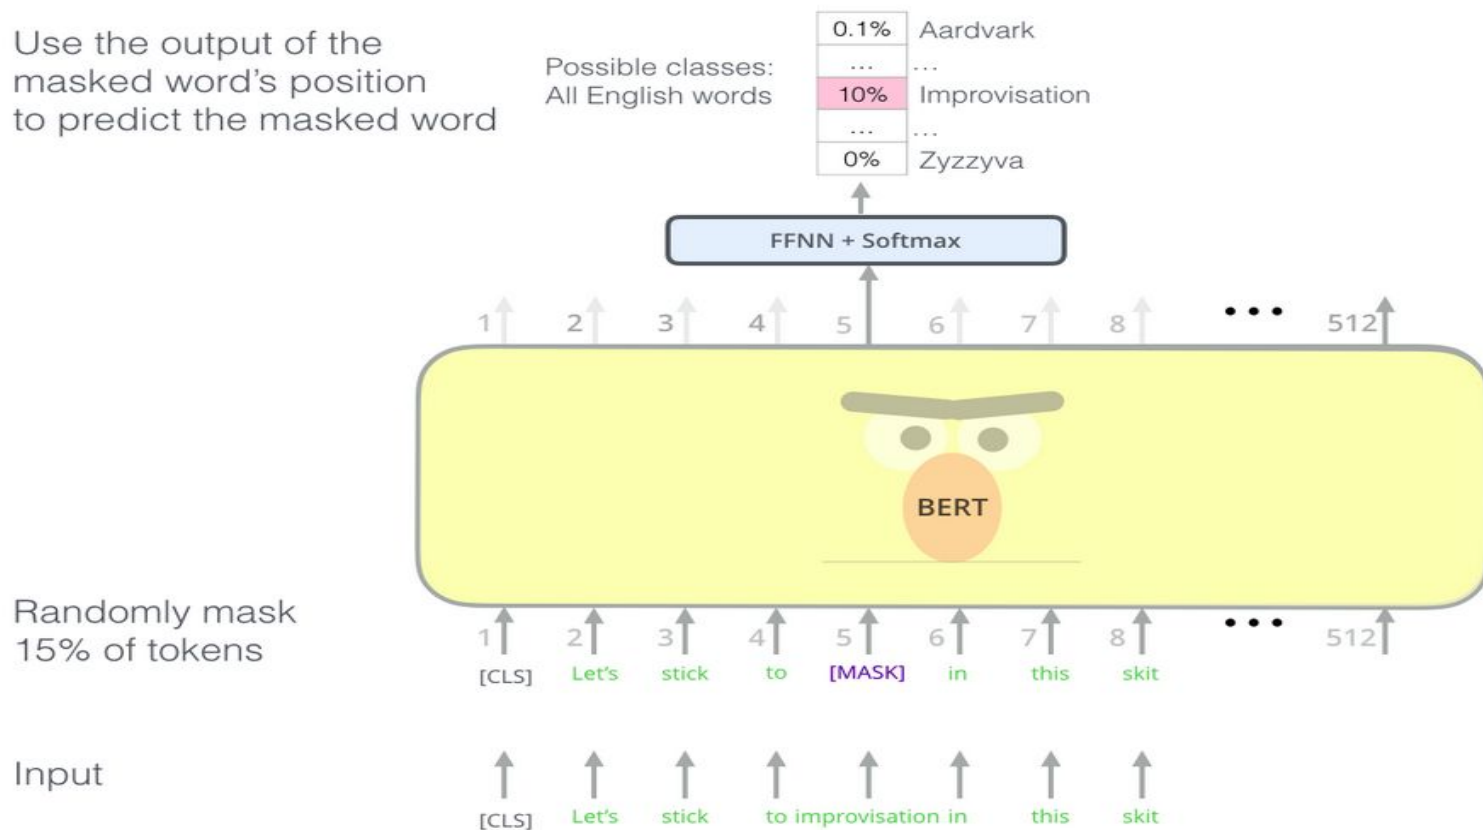 Use the output of the
masked word's position
to predict the masked word
Possible classes:
All English words
0.1% Aardvark
... ...
10% Improvisation
... ...
0% Zyzzyva
FFNN + Softmax
1 2 3 4 5 6 7 8 ••• 512
BERT
Randomly mask
15% of tokens
1 2 3 4 5 6 7 8 ••• 512
[CLS] Let's stick to [MASK] in this skit
Input
[CLS] Let's stick to improvisation in this skit